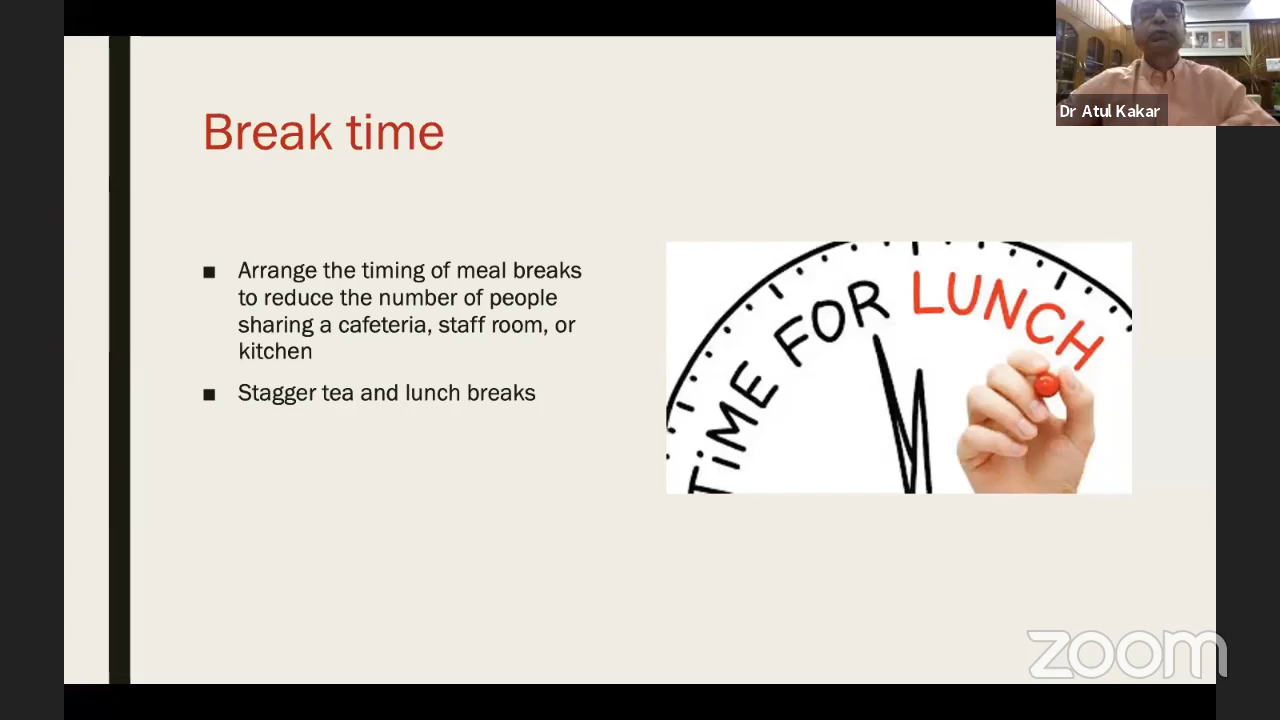 Dr Atul Kakar
Break time
■ Arrange the timing of meal breaks
to reduce the number of people
sharing a cafeteria, staff room, or
kitchen
■ Stagger tea and lunch breaks
TiME FOR LUNCH
zoom